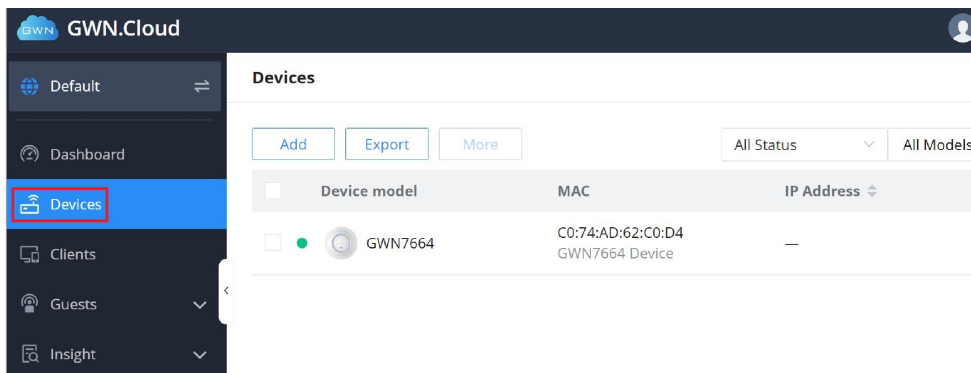 GWN GWN.Cloud
Default
Devices
Dashboard
Devices
Clients
Guests
Insight
Add Export More All Status All Models
Device model MAC IP Address
GWN7664 C0:74:AD:62:C0:D4 —
GWN7664 Device